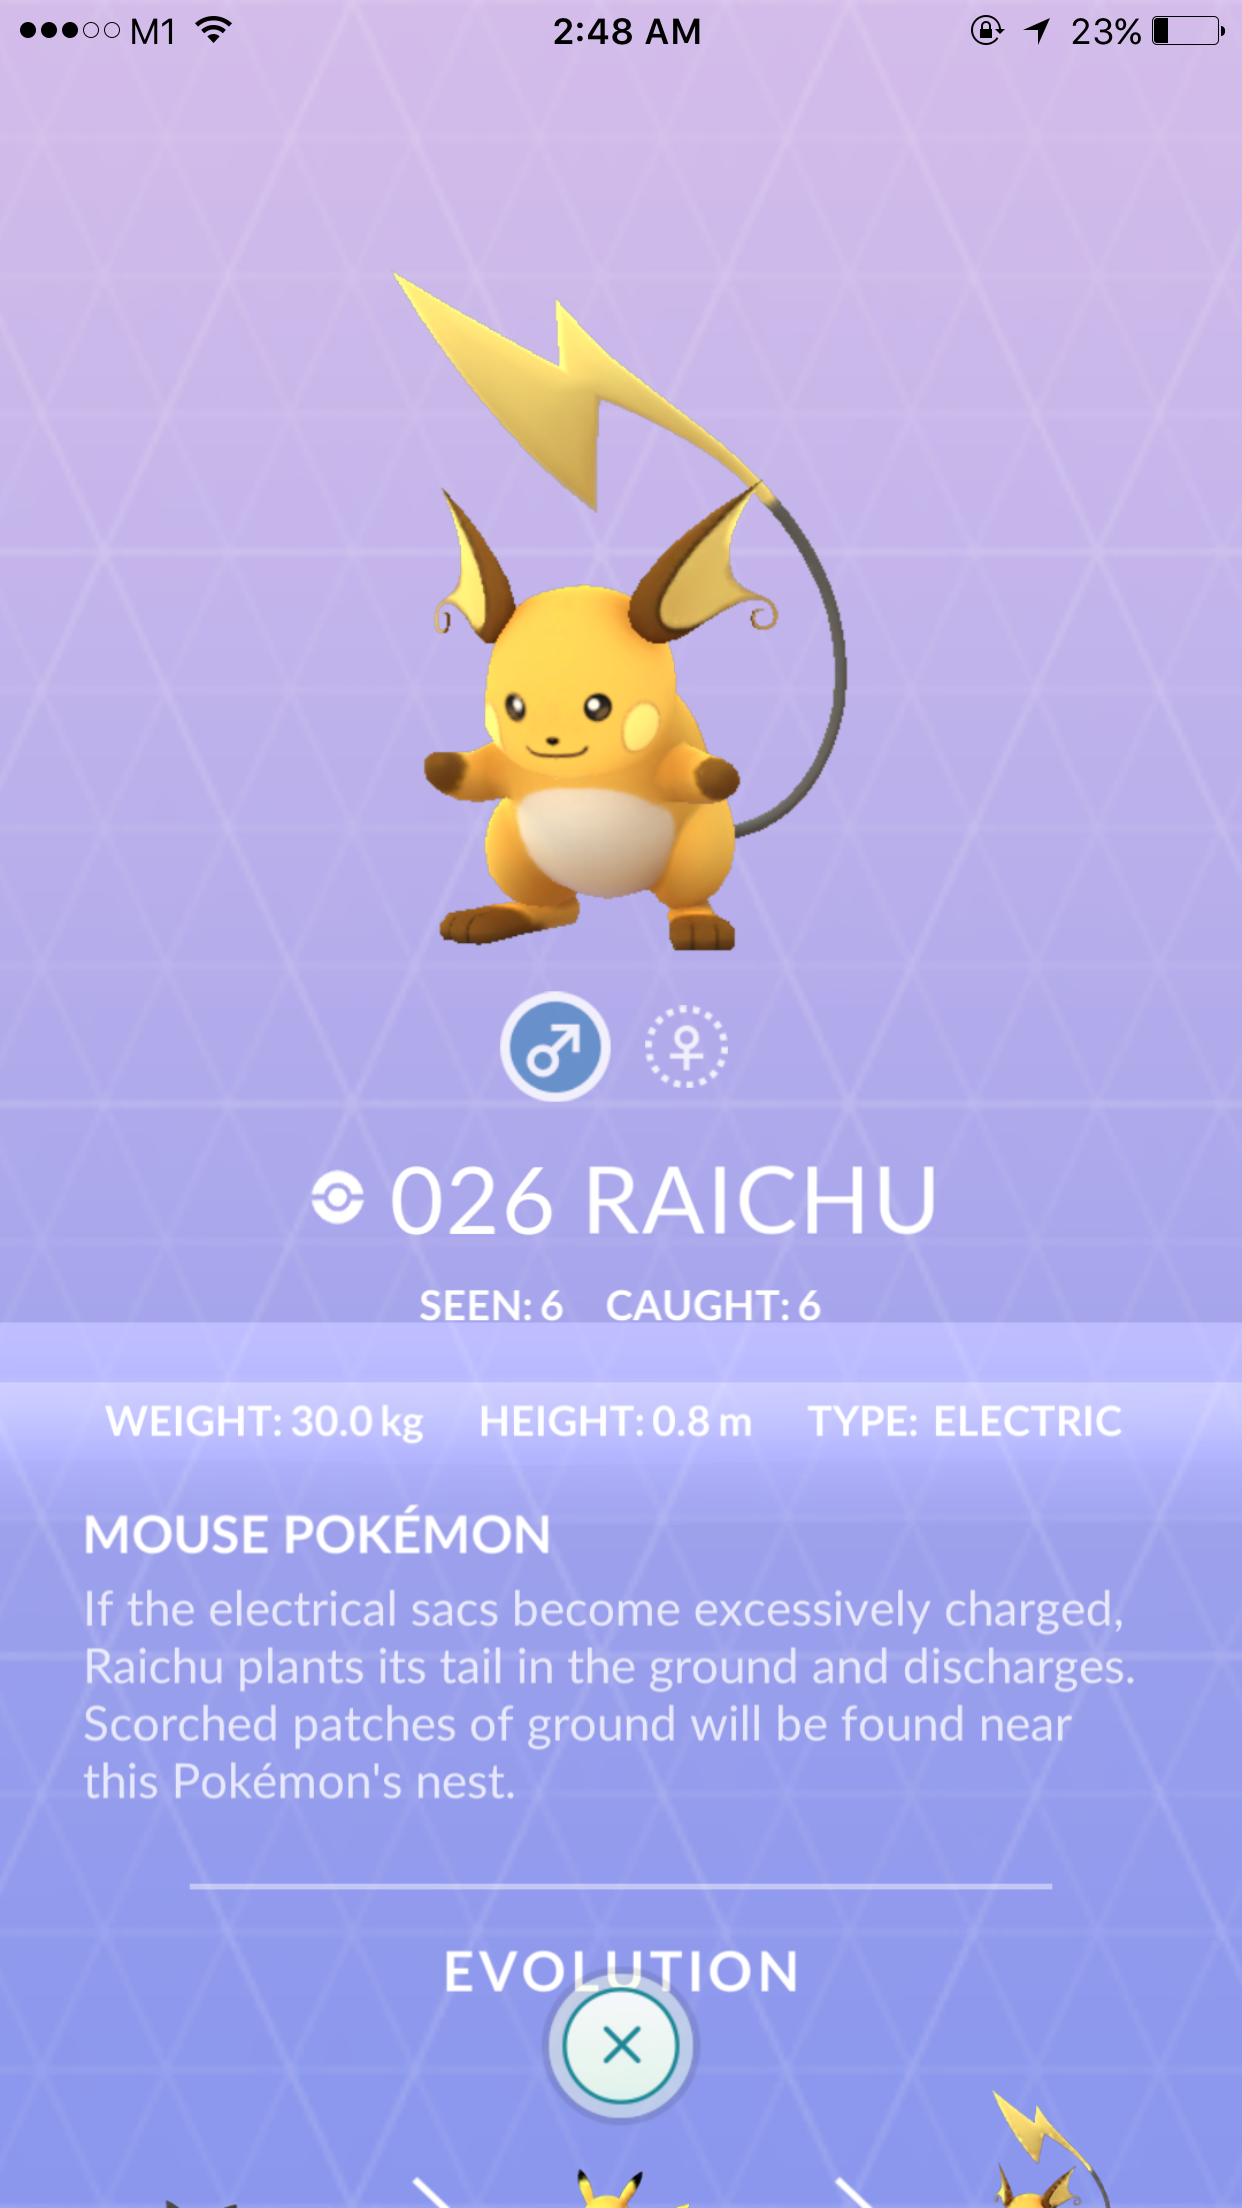 M1 2:48 AM 23%
026 RAICHU
SEEN: 6 CAUGHT: 6
WEIGHT: 30.0 kg HEIGHT: 0.8 m TYPE: ELECTRIC
MOUSE POKÉMON
If the electrical sacs become excessively charged,
Raichu plants its tail in the ground and discharges.
Scorched patches of ground will be found near
this Pokémon's nest.
EVOLUTION